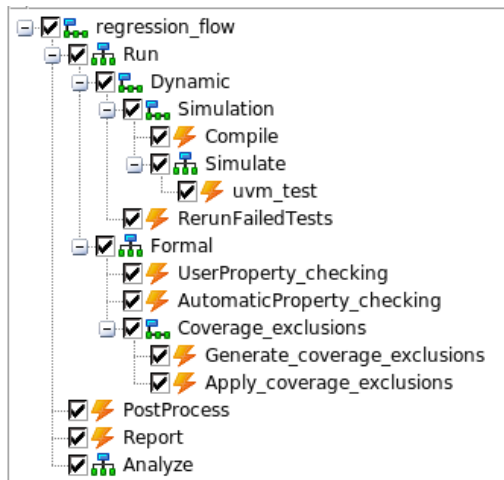 regression_flow
Run
Dynamic
Simulation
Compile
Simulate
uvm_test
RerunFailedTests
Formal
UserProperty_checking
AutomaticProperty_checking
Coverage_exclusions
Generate_coverage_exclusions
Apply_coverage_exclusions
PostProcess
Report
Analyze